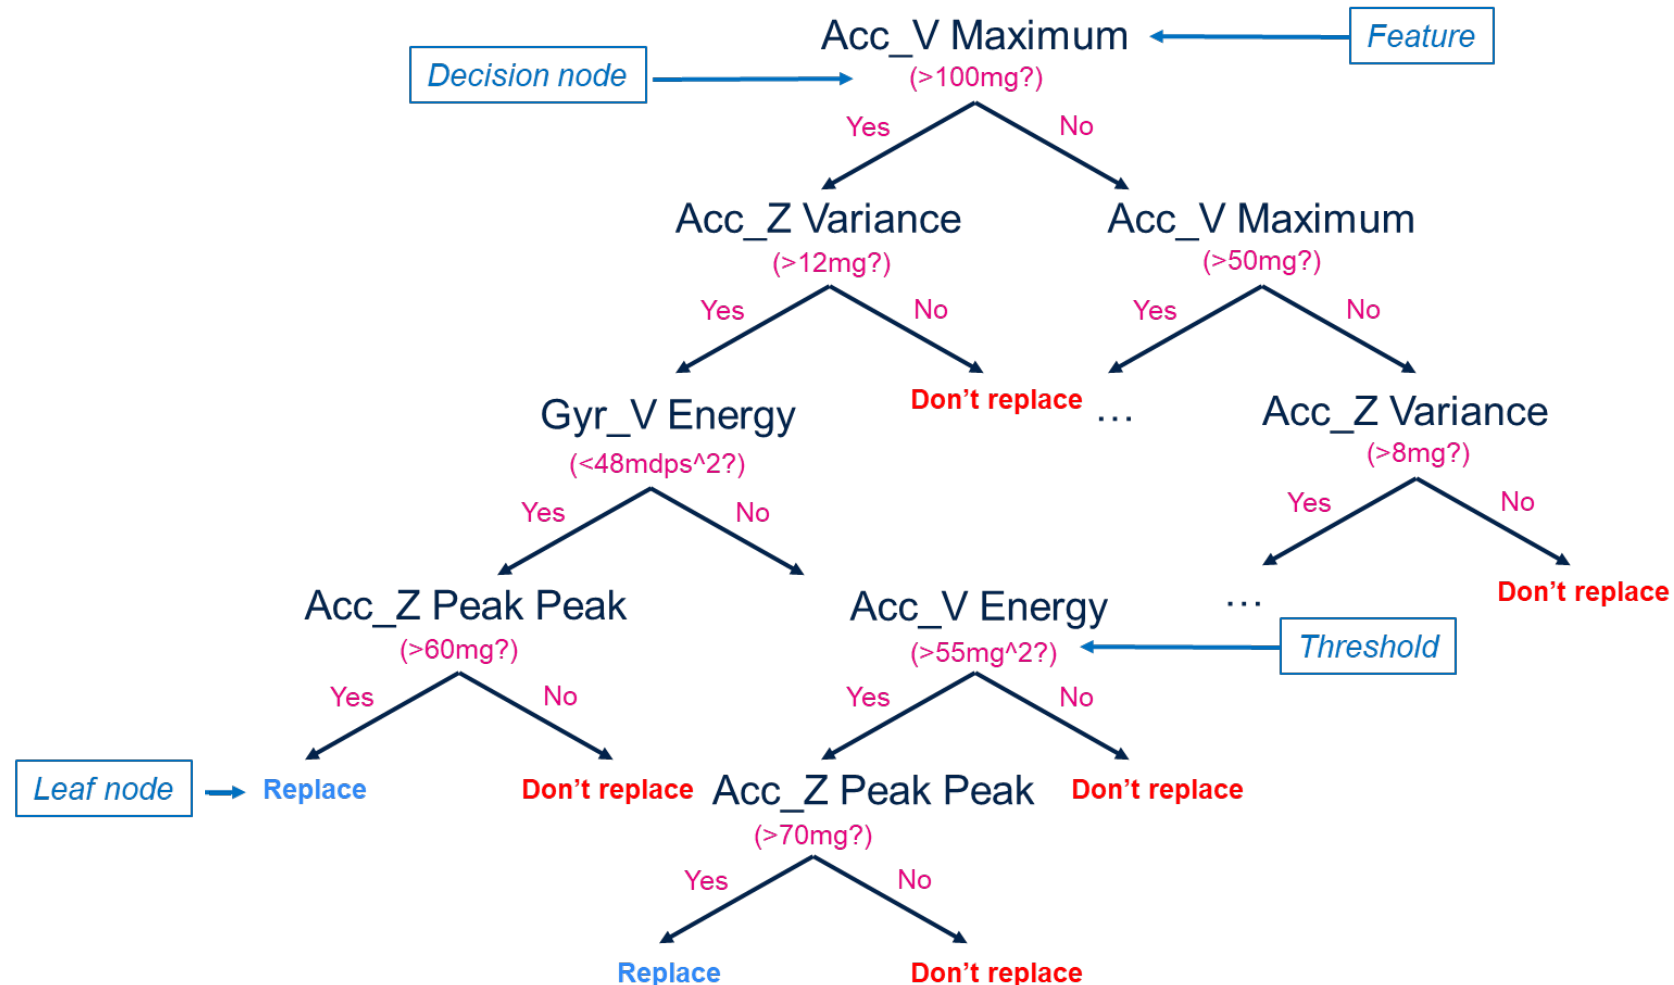 Acc_V Maximum
Feature
Decision node
(>100mg?)
Yes
No
Acc_Z Variance
Acc_V Maximum
(>12mg?)
(>50mg?)
Yes
No
Yes
No
Don't replace
...
Gyr_V Energy
Acc_Z Variance
(<48mdps^2?)
(>8mg?)
Yes
No
Yes
No
Acc_Z Peak Peak
Acc_V Energy
...
Don't replace
(>60mg?)
(>55mg^2?)
Threshold
Yes
No
Yes
No
Leaf node
Replace
Don't replace
Acc_Z Peak Peak
Don't replace
(>70mg?)
Yes
No
Replace
Don't replace